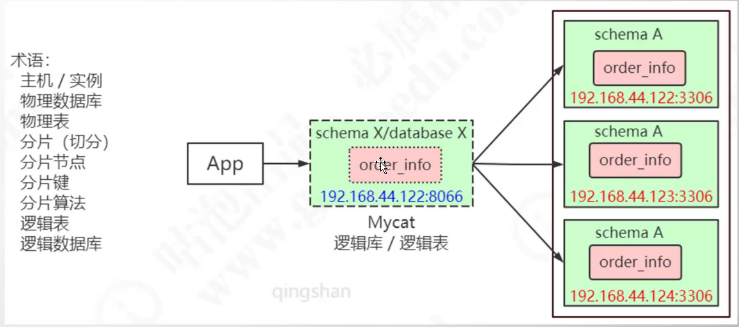 术语：
主机 / 实例
物理数据库
物理表
分片（切分）
分片节点
分片键
分片算法
逻辑表
逻辑数据库
App
schema X/database X
order_info
192.168.44.122:8066
Mycat
逻辑库 / 逻辑表
schema A
order_info
192.168.44.122:3306
schema A
order_info
192.168.44.123:3306
schema A
order_info
192.168.44.124:3306
qingshan